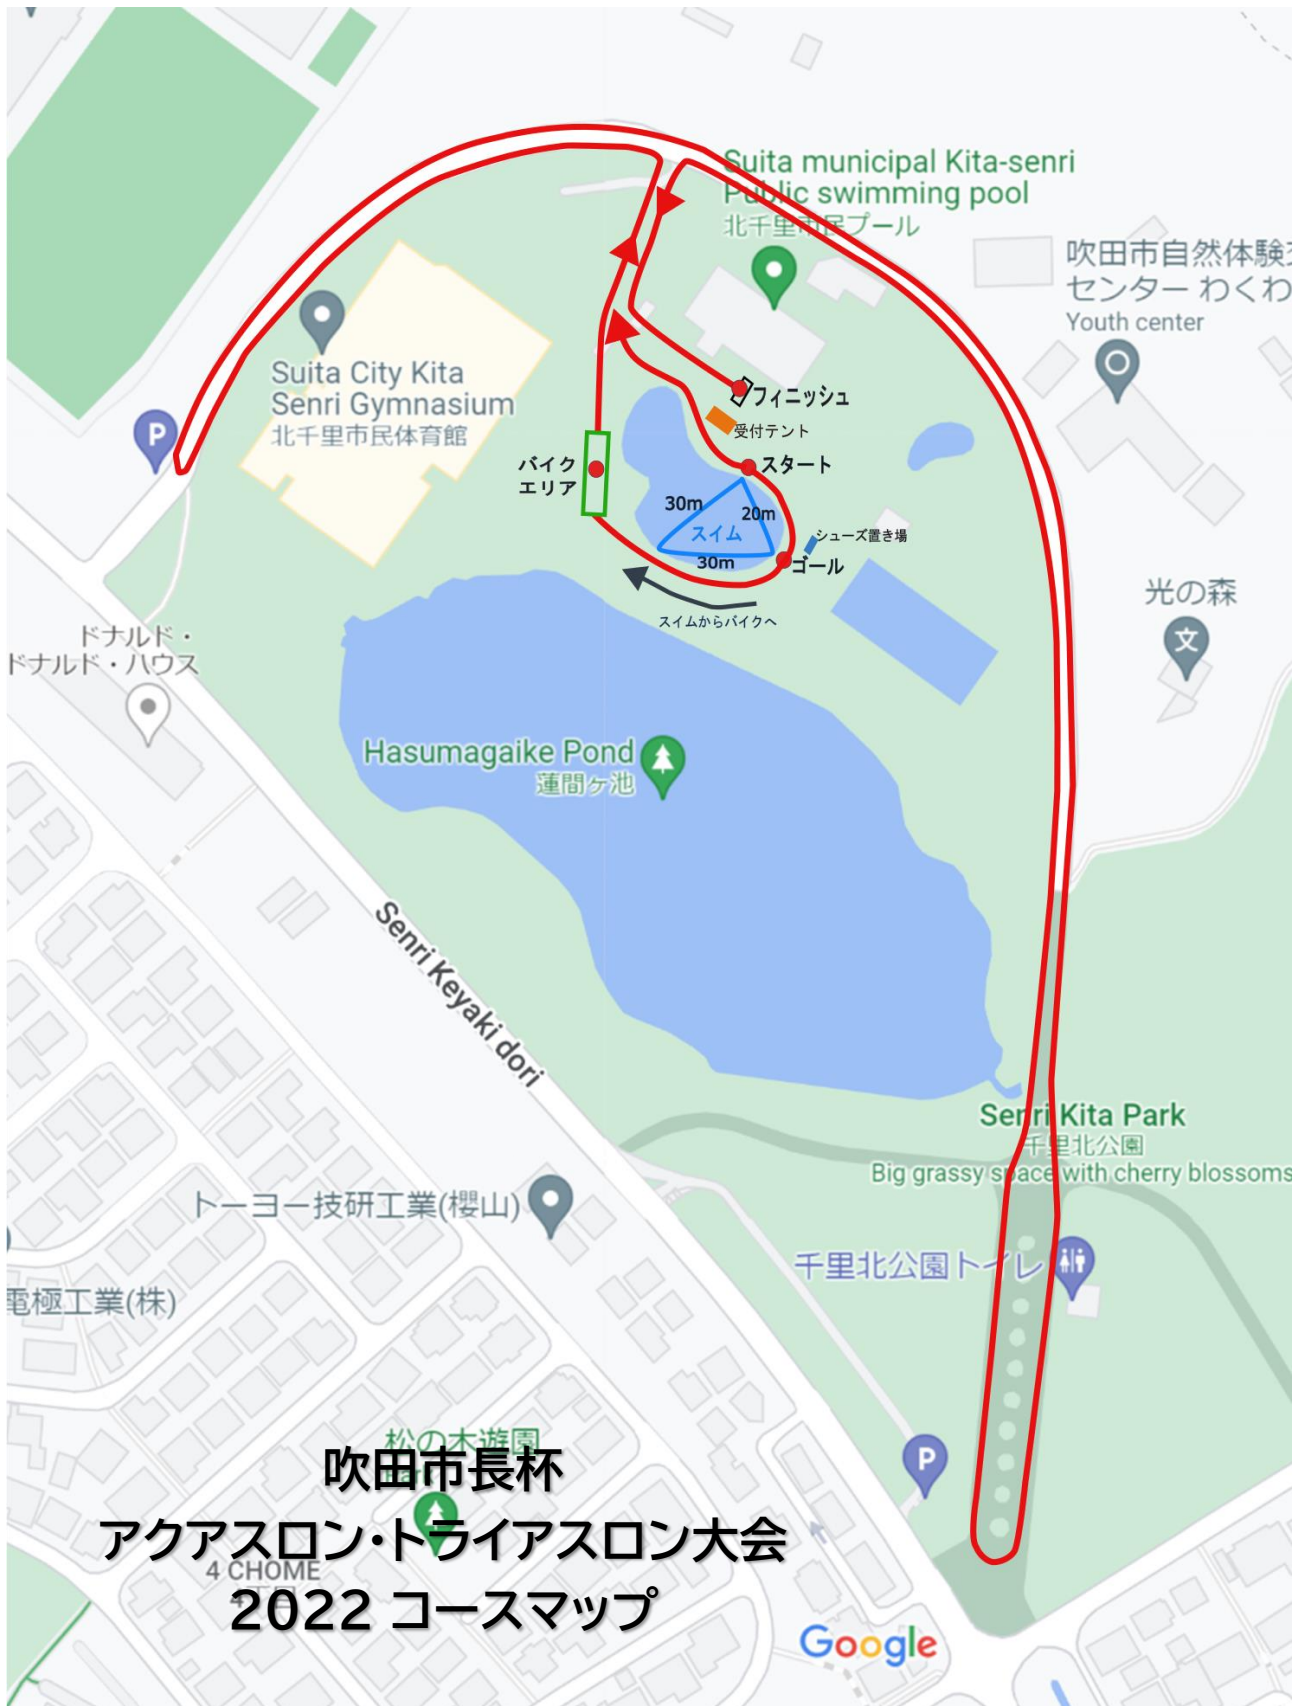 Suita municipal Kita-senri
Public swimming pool
北千里市民プール
吹田市自然体験
センター わくわ
Youth center
Suita City Kita
Senri Gymnasium
北千里市民体育館
P
フィニッシュ
受付テント
スタート
バイク
エリア
30m
20m
スイム
30m
シューズ置き場
ゴール
スイムからバイクへ
光の森
文
ドナルド・
ドナルド・ハウス
Hasumagaike Pond
蓮間ヶ池
Senri Keyaki dori
Senri Kita Park
千里北公園
Big grassy space with cherry blossoms
トーヨー技研工業(櫻山)
千里北公園トイレ
電極工業(株)
P
松の木遊園
吹田市長杯
アクアスロン・トライアスロン大会
4 CHOME
2022 コースマップ
Google